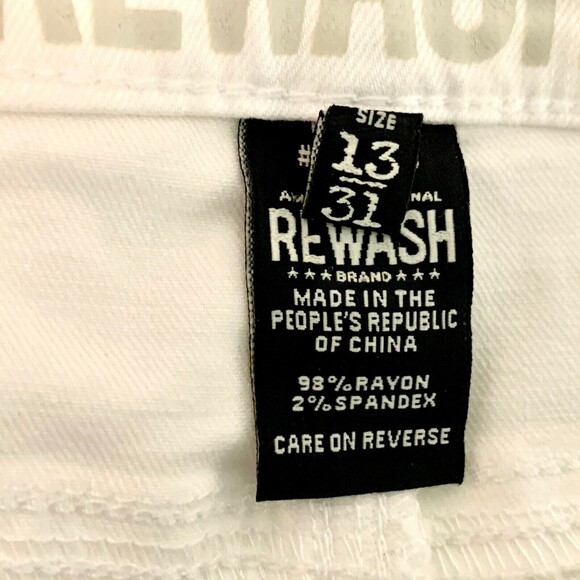 REWASH
SIZE
13
31
#
REWASH
★★★ BRAND ★★★
MADE IN THE
PEOPLE'S REPUBLIC
OF CHINA
98% RAYON
2% SPANDEX
CARE ON REVERSE